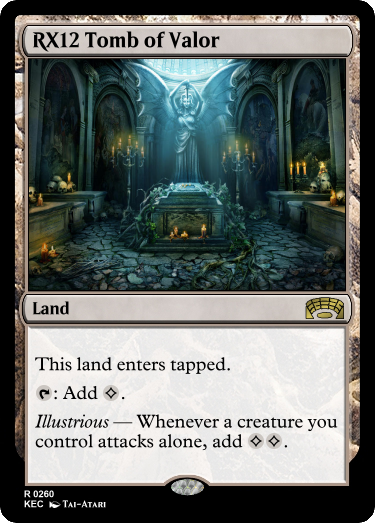 RX12 Tomb of Valor
Land
This land enters tapped.
: Add .
Illustrious — Whenever a creature you
control attacks alone, add .
R 0260
KEC Tai-Atari